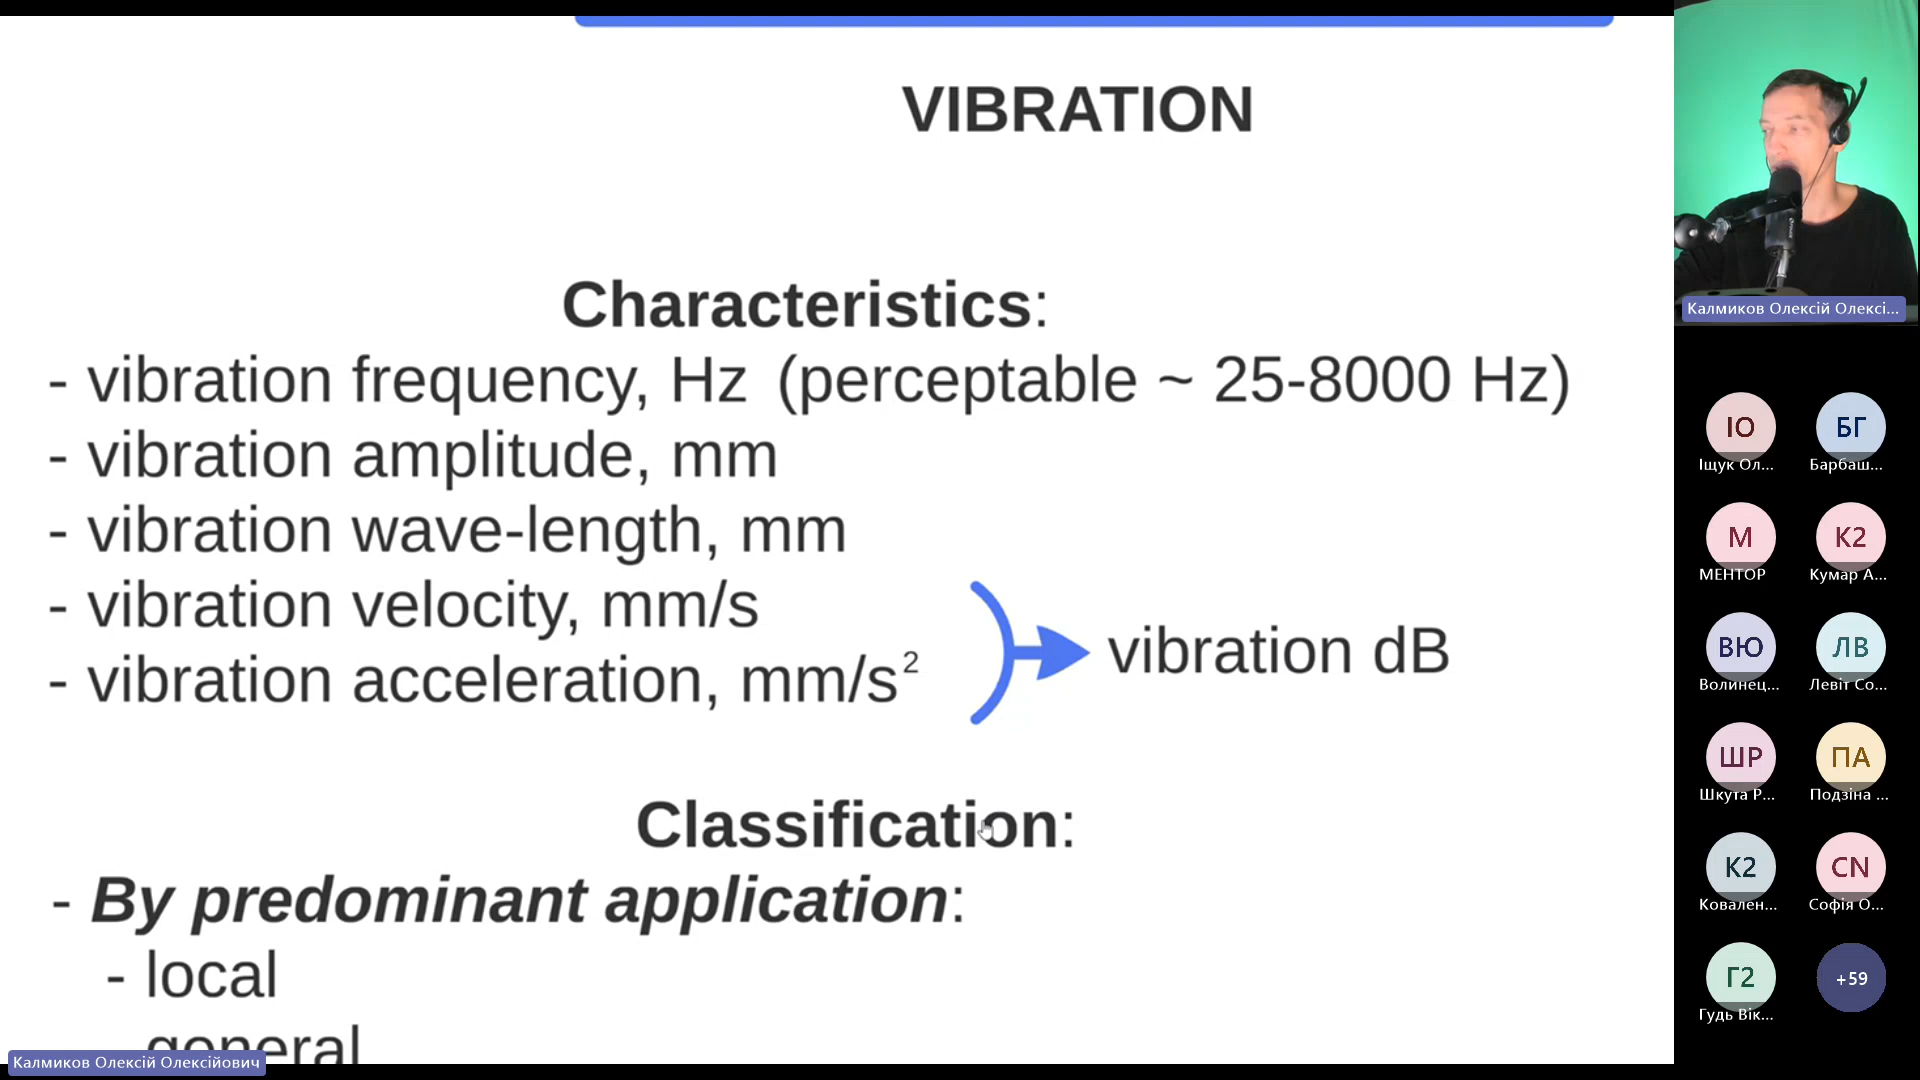 VIBRATION
Characteristics:
- vibration frequency, Hz (perceptable ~ 25-8000 Hz)
- vibration amplitude, mm
- vibration wave-length, mm
- vibration velocity, mm/s
- vibration acceleration, mm/s²
vibration dB
Classification:
- By predominant application:
- local
general
Калмиков Олексій Олексійович
Калмиков Олексій Олексі...
ІО
Іщук Ол...
БГ
Барбаш...
М
МЕНТОР
К2
Кумар А...
ВЮ
Волинец...
ЛВ
Левіт Со...
ШР
Шкута Р...
ПА
Подзіна ...
К2
Ковален...
СN
Софія О...
Г2
Гудь Вік...
+59